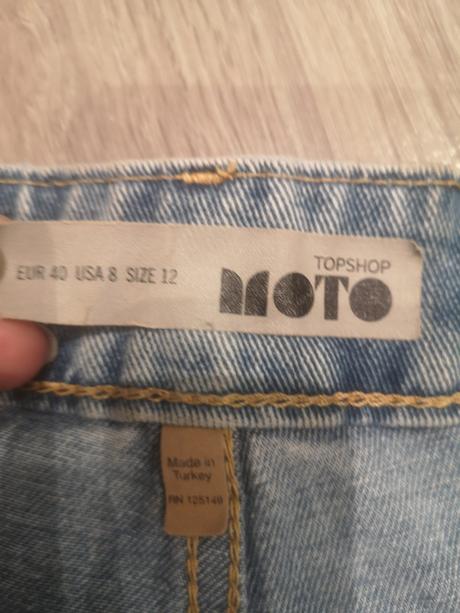 EUR 40 USA 8 SIZE 12
TOPSHOP
MOTO
Made in
Turkey
RN 125149